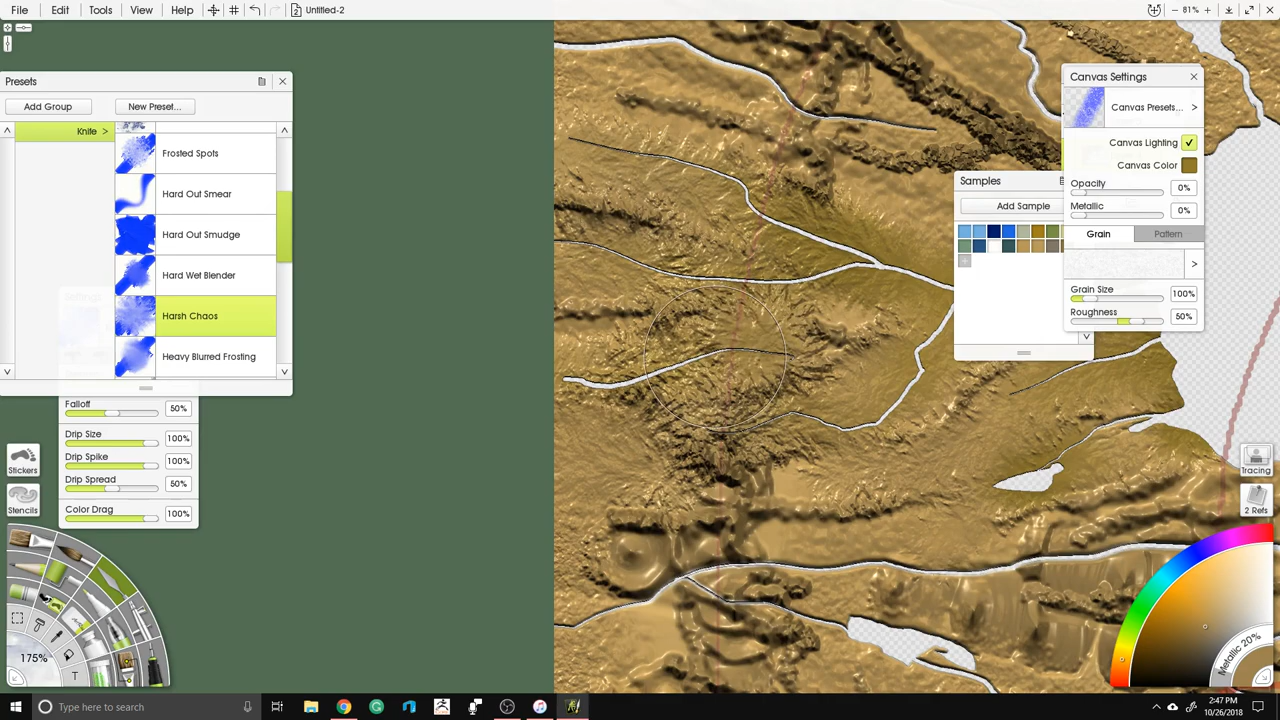 File Edit Tools View Help Untitled-2 81%
Presets
Add Group New Preset...
Knife >
Frosted Spots
Hard Out Smear
Hard Out Smudge
Hard Wet Blender
Harsh Chaos
Heavy Blurred Frosting
Falloff 50%
Drip Size 100%
Drip Spike 100%
Drip Spread 50%
Color Drag 100%
Stickers
Stencils
175%
T
Samples
Add Sample
Canvas Settings
Canvas Presets... >
Canvas Lighting
Canvas Color
Opacity 0%
Metallic 0%
Grain Pattern
Grain Size 100%
Roughness 50%
Tracing
2 Refs
Metallic 20%
Type here to search
2:47 PM
10/26/2018